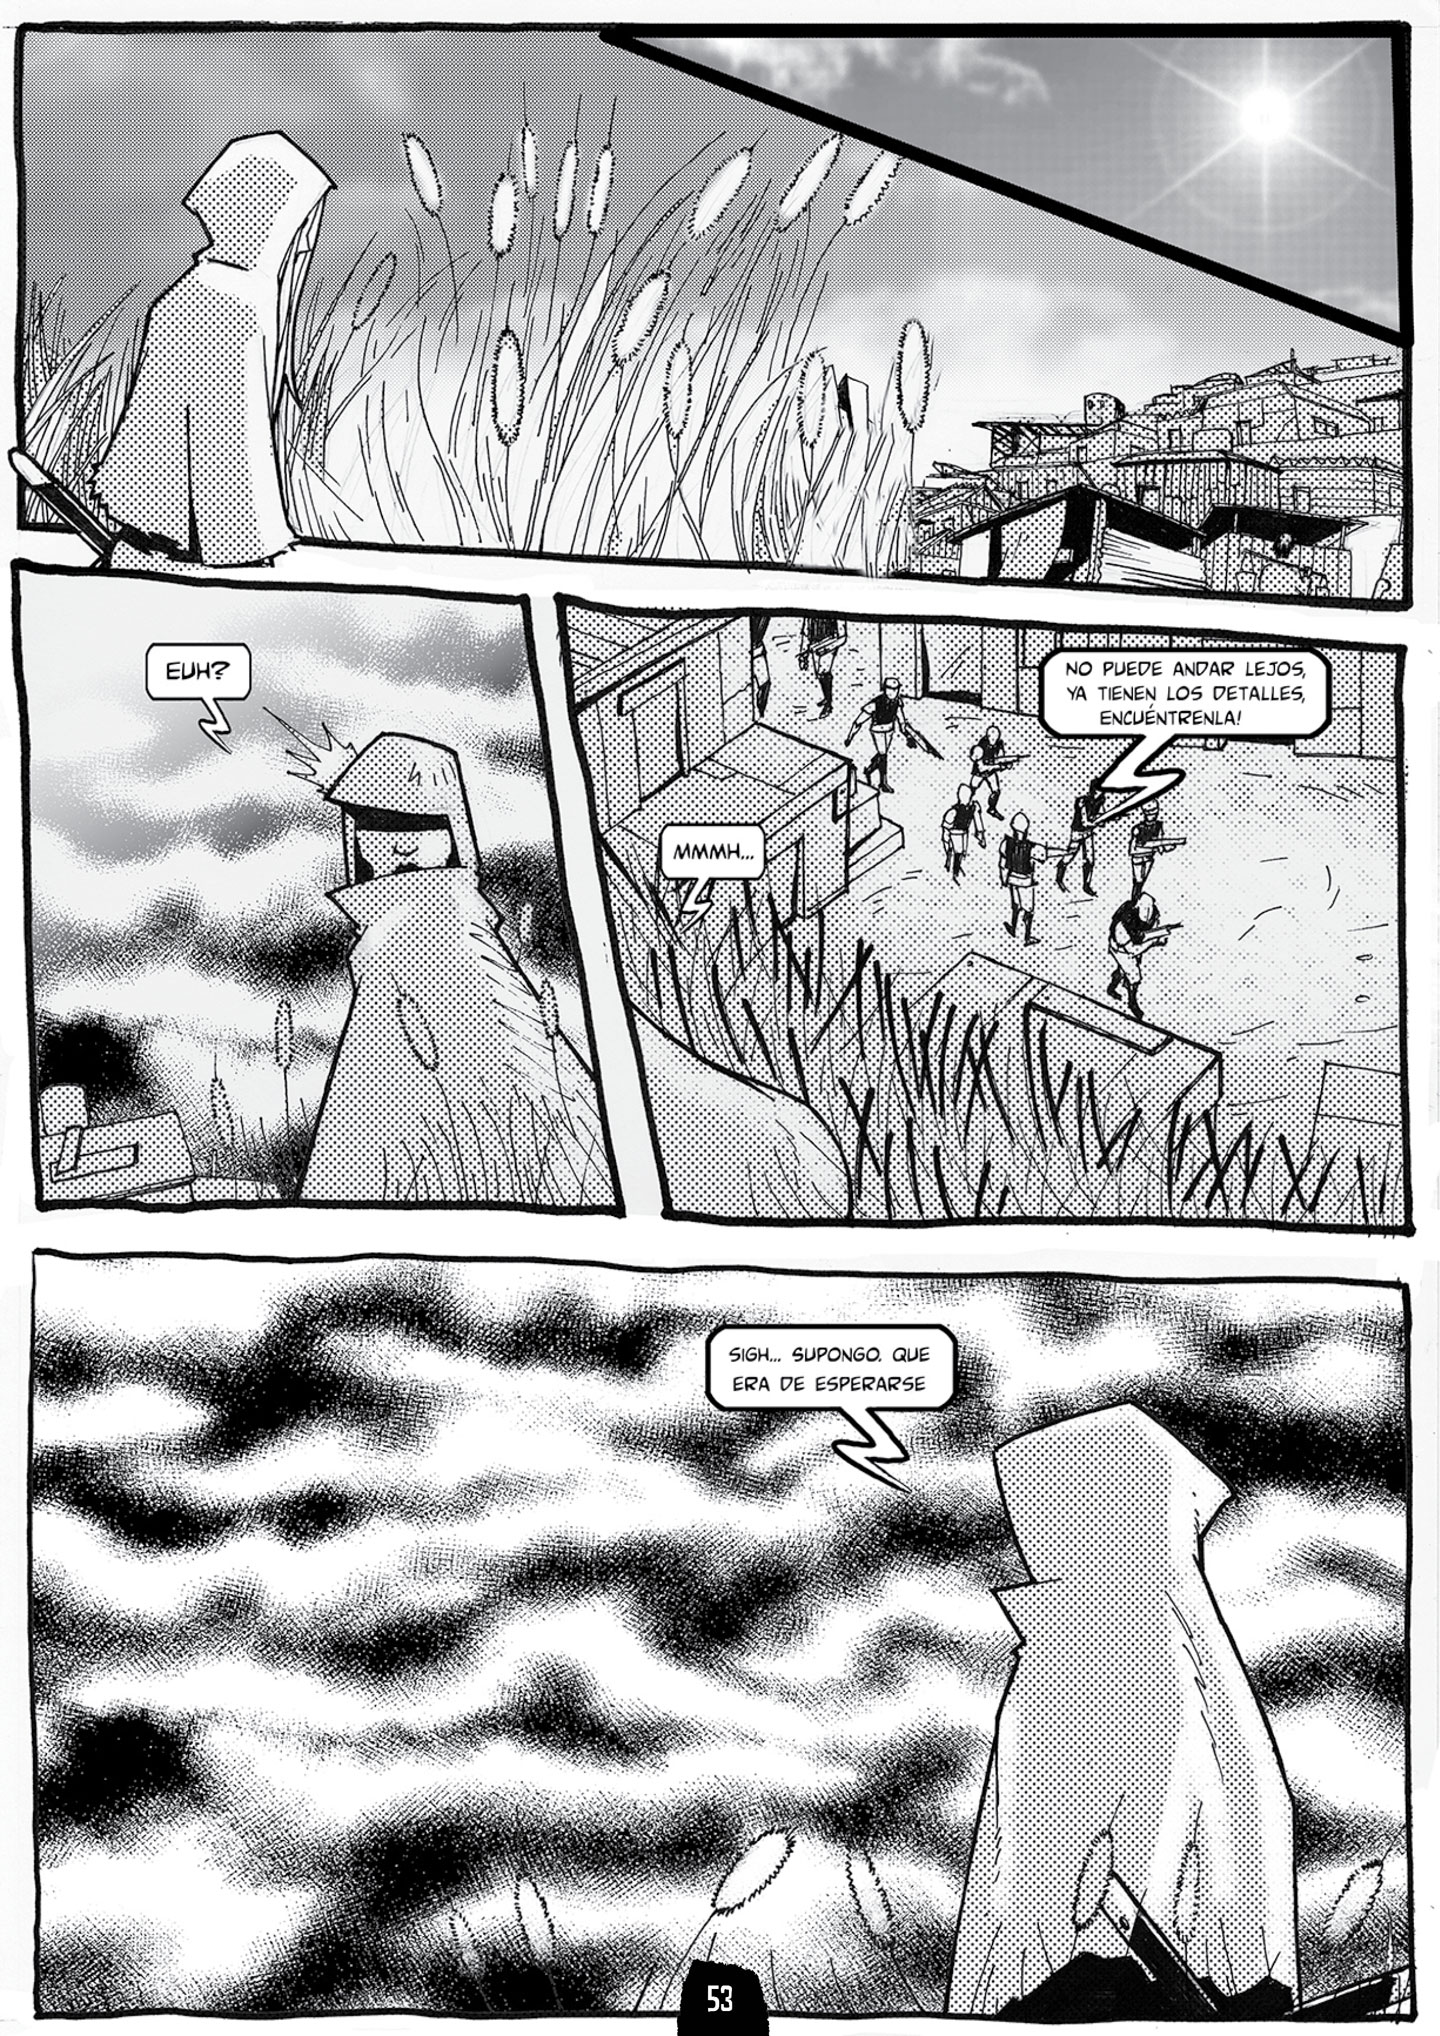 EUH?
NO PUEDE ANDAR LEJOS,
YA TIENEN LOS DETALLES,
ENCUÉNTRENLA!
MMMH...
SIGH... SUPONGO. QUE
ERA DE ESPERARSE
53